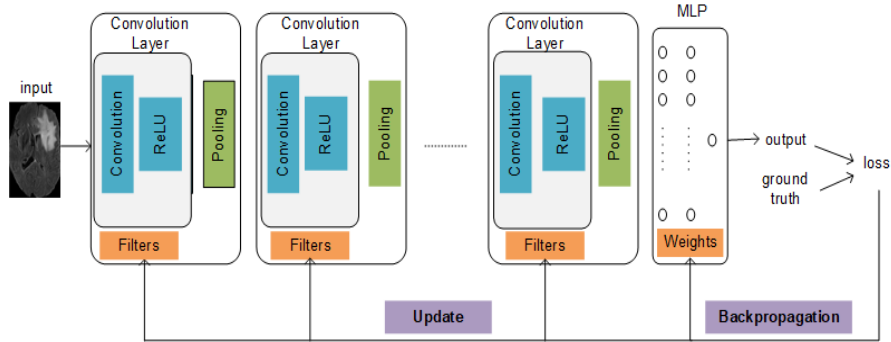 input
Convolution
Layer
Convolution
ReLU
Pooling
Filters
Convolution
Layer
Convolution
ReLU
Pooling
Filters
Convolution
Layer
Convolution
ReLU
Pooling
Filters
MLP
Weights
output
ground
truth
loss
Update
Backpropagation